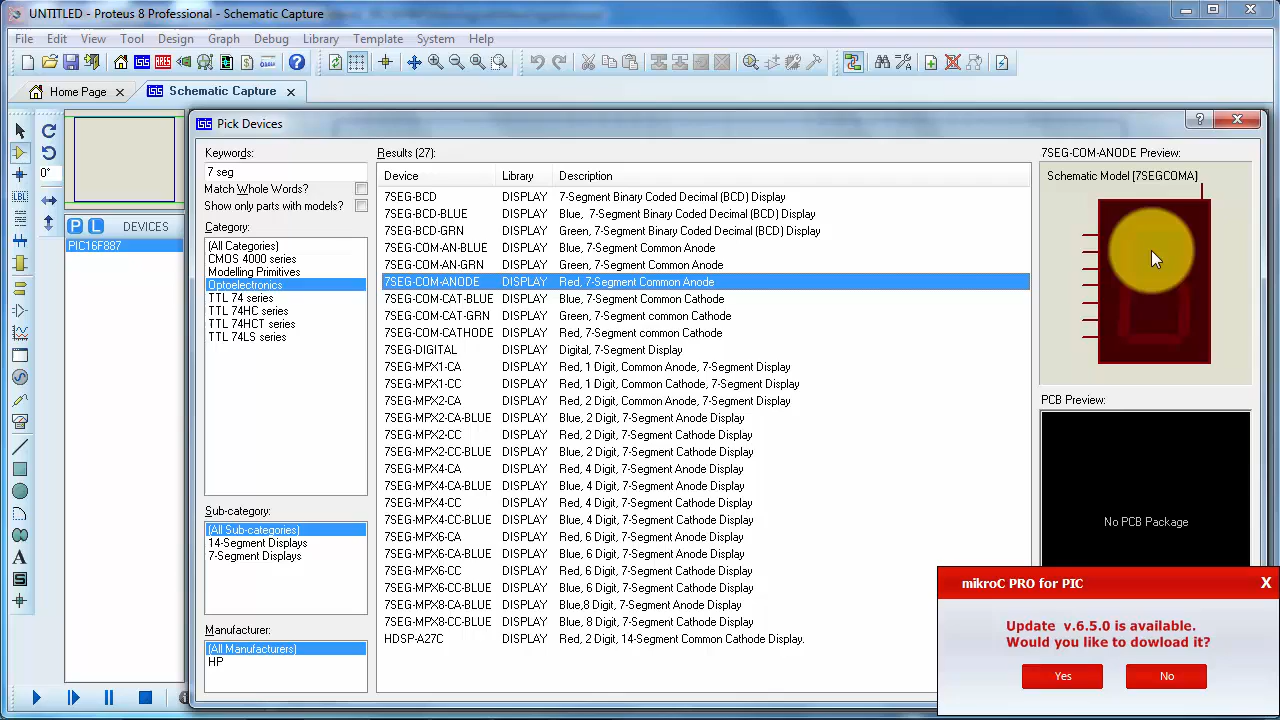 UNTITLED - Proteus 8 Professional - Schematic Capture
File Edit View Tool Design Graph Debug Library Template System Help
Home Page
Schematic Capture
0°
P L DEVICES
PIC16F887
Pick Devices
Keywords:
7 seg
Match Whole Words?
Show only parts with models?
Category:
(All Categories)
CMOS 4000 series
Modelling Primitives
Optoelectronics
TTL 74 series
TTL 74HC series
TTL 74HCT series
TTL 74LS series
Sub-category:
(All Sub-categories)
14-Segment Displays
7-Segment Displays
Manufacturer:
(All Manufacturers)
HP
Results (27):
Device Library Description
7SEG-BCD DISPLAY 7-Segment Binary Coded Decimal (BCD) Display
7SEG-BCD-BLUE DISPLAY Blue, 7-Segment Binary Coded Decimal (BCD) Display
7SEG-BCD-GRN DISPLAY Green, 7-Segment Binary Coded Decimal (BCD) Display
7SEG-COM-AN-BLUE DISPLAY Blue, 7-Segment Common Anode
7SEG-COM-AN-GRN DISPLAY Green, 7-Segment Common Anode
7SEG-COM-ANODE DISPLAY Red, 7-Segment Common Anode
7SEG-COM-CAT-BLUE DISPLAY Blue, 7-Segment Common Cathode
7SEG-COM-CAT-GRN DISPLAY Green, 7-Segment common Cathode
7SEG-COM-CATHODE DISPLAY Red, 7-Segment common Cathode
7SEG-DIGITAL DISPLAY Digital, 7-Segment Display
7SEG-MPX1-CA DISPLAY Red, 1 Digit, Common Anode, 7-Segment Display
7SEG-MPX1-CC DISPLAY Red, 1 Digit, Common Cathode, 7-Segment Display
7SEG-MPX2-CA DISPLAY Red, 2 Digit, Common Anode, 7-Segment Display
7SEG-MPX2-CA-BLUE DISPLAY Blue, 2 Digit, 7-Segment Anode Display
7SEG-MPX2-CC DISPLAY Red, 2 Digit, 7-Segment Cathode Display
7SEG-MPX2-CC-BLUE DISPLAY Blue, 2 Digit, 7-Segment Cathode Display
7SEG-MPX4-CA DISPLAY Red, 4 Digit, 7-Segment Anode Display
7SEG-MPX4-CA-BLUE DISPLAY Blue, 4 Digit, 7-Segment Anode Display
7SEG-MPX4-CC DISPLAY Red, 4 Digit, 7-Segment Cathode Display
7SEG-MPX4-CC-BLUE DISPLAY Blue, 4 Digit, 7-Segment Cathode Display
7SEG-MPX6-CA DISPLAY Red, 6 Digit, 7-Segment Anode Display
7SEG-MPX6-CA-BLUE DISPLAY Blue, 6 Digit, 7-Segment Anode Display
7SEG-MPX6-CC DISPLAY Red, 6 Digit, 7-Segment Cathode Display
7SEG-MPX6-CC-BLUE DISPLAY Blue, 6 Digit, 7-Segment Cathode Display
7SEG-MPX8-CA-BLUE DISPLAY Blue,8 Digit, 7-Segment Anode Display
7SEG-MPX8-CC-BLUE DISPLAY Blue, 8 Digit, 7-Segment Cathode Display
HDSP-A27C DISPLAY Red, 2 Digit, 14-Segment Common Cathode Display.
7SEG-COM-ANODE Preview:
Schematic Model [7SEGCOMA]
PCB Preview:
No PCB Package
mikroC PRO for PIC X
Update v.6.5.0 is available.
Would you like to dowload it?
Yes No